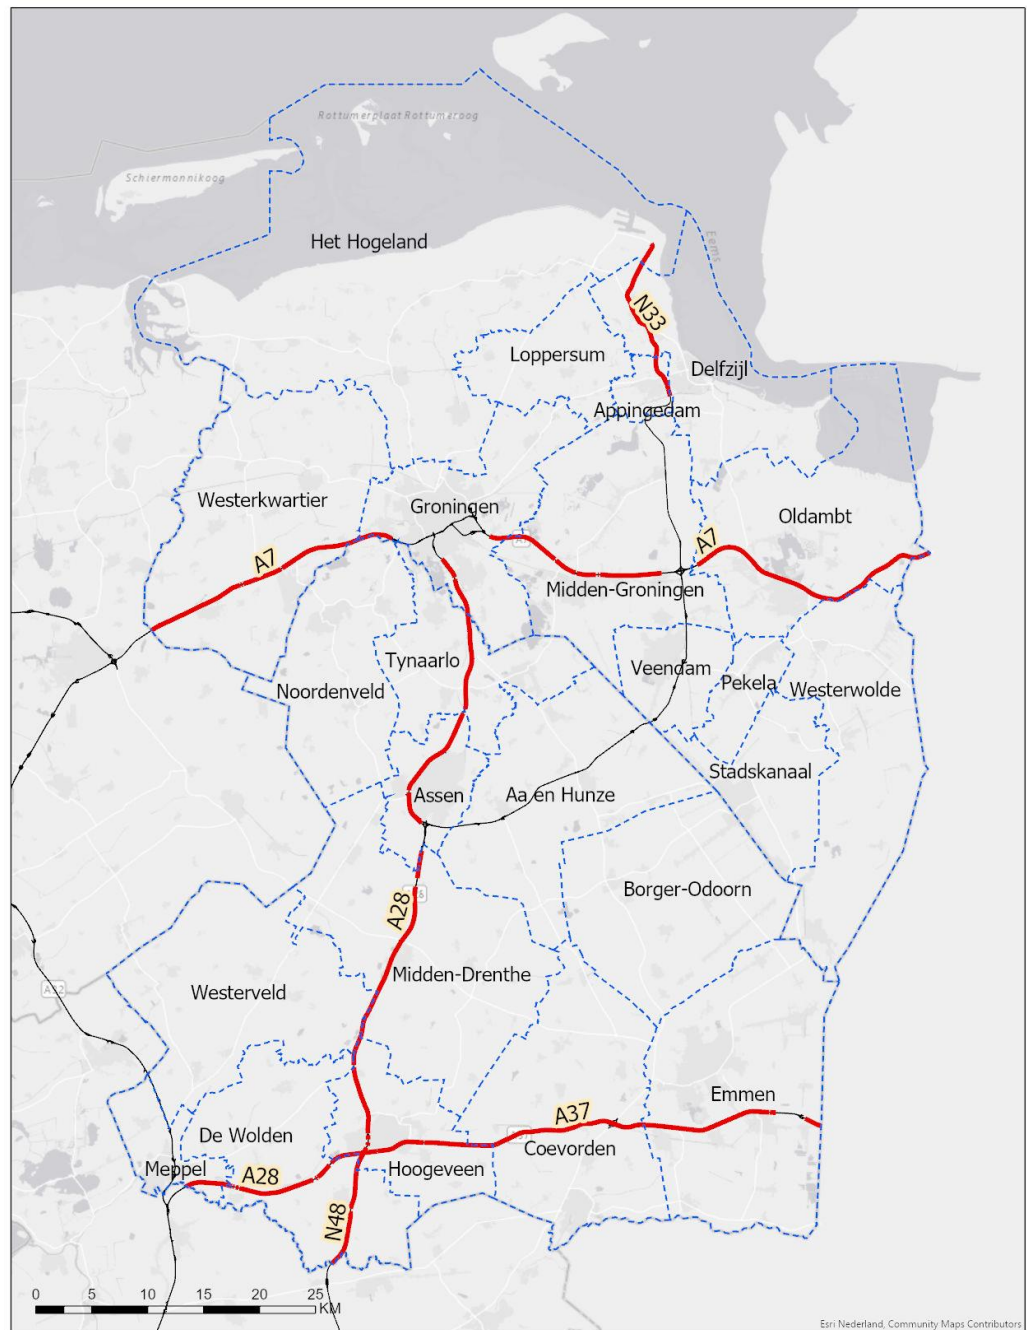 Rottumerplaat Rottumeroog
Schiermonnikoog
Het Hogeland
Eems
N33
Loppersum
Delfzijl
Appingedam
Westerkwartier
Groningen
Oldambt
A7
A7
Midden-Groningen
Tynaarlo
Veendam
Noordenveld
Pekela
Westerwolde
Stadskanaal
Assen
Aa en Hunze
Borger-Odoorn
A28
Midden-Drenthe
Westerveld
A32
Emmen
A37
De Wolden
Coevorden
Meppel
A28
Hoogeveen
N48
0 5 10 15 20 25
KM
Esri Nederland, Community Maps Contributors